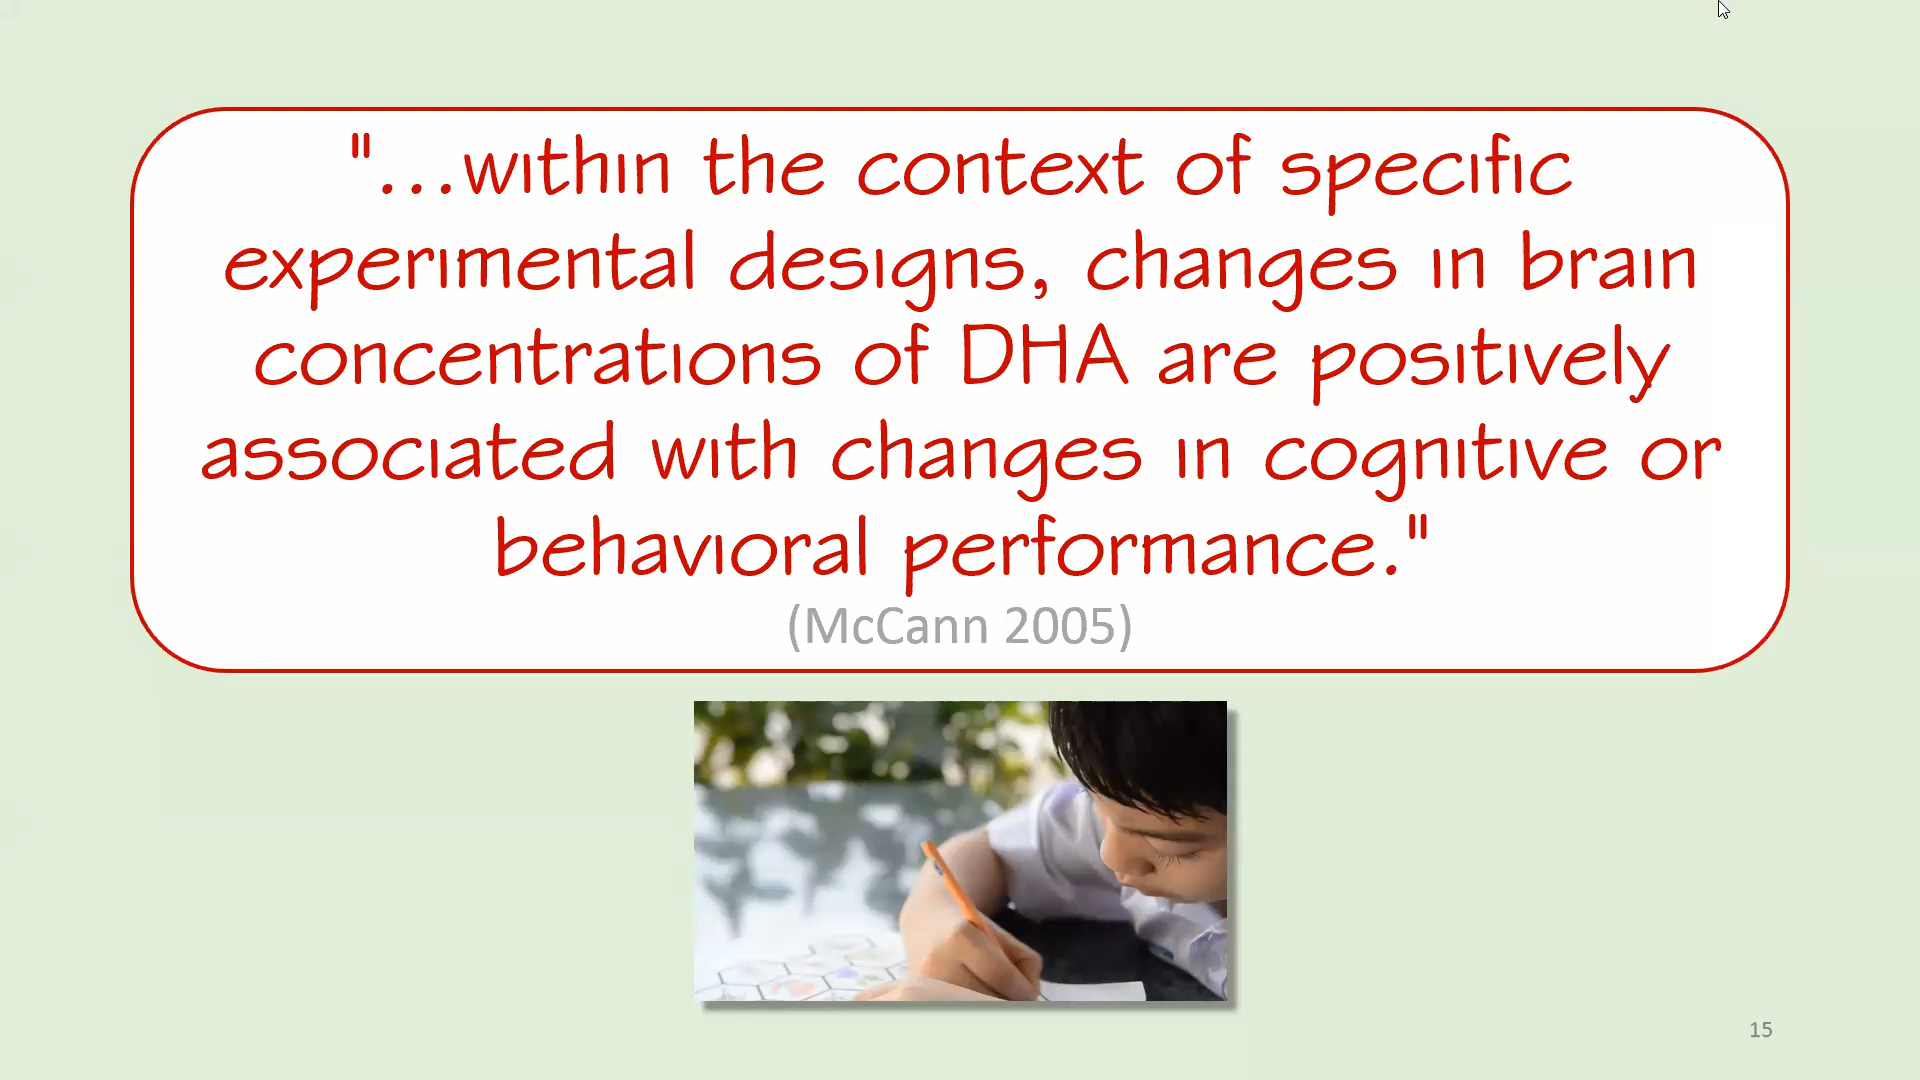 "...within the context of specific
experimental designs, changes in brain
concentrations of DHA are positively
associated with changes in cognitive or
behavioral performance."
(McCann 2005)
15